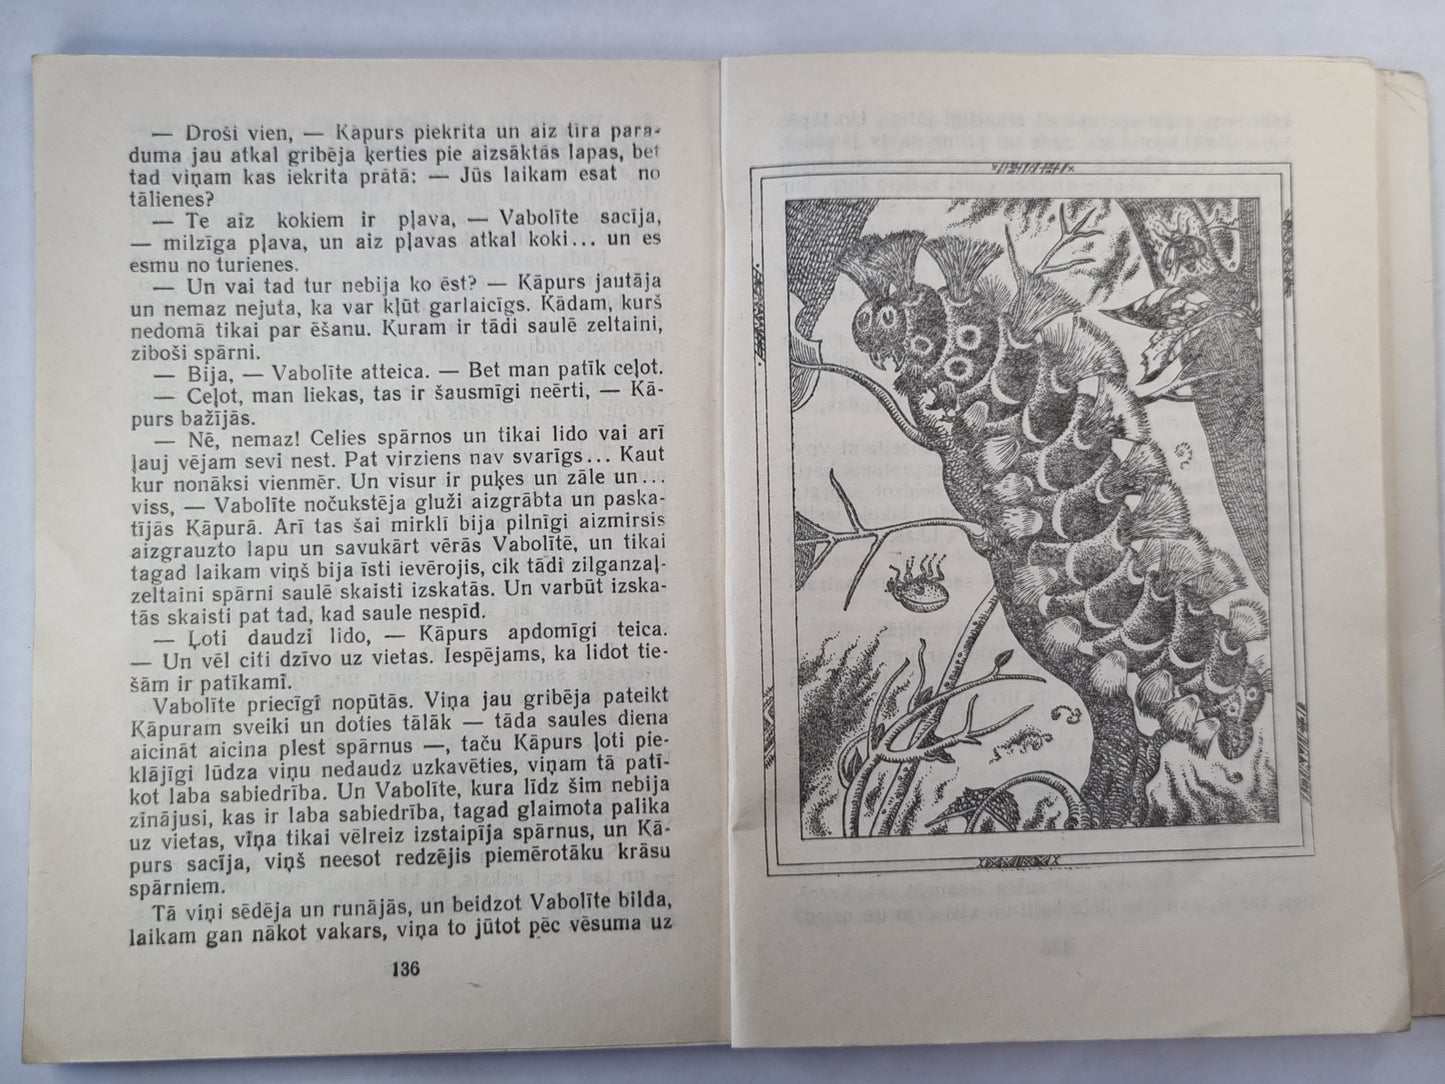 — Droši vien, — Kāpurs piekrita un aiz tīra para-
duma jau atkal gribēja ķerties pie aizsāktās lapas, bet
tad viņam kas iekrita prātā: — Jūs laikam esat no
tālienes?
— Te aiz kokiem ir pļava, — Vabolīte sacīja,
— milzīga pļava, un aiz pļavas atkal koki... un es
esmu no turienes.
— Un vai tad tur nebija ko ēst? — Kāpurs jautāja
un nemaz nejuta, ka var kļūt garlaicīgs. Kādam, kurš
nedomā tikai par ēšanu. Kuram ir tādi saulē zeltaini,
ziboši spārni.
— Bija, — Vabolīte atteica. — Bet man patīk ceļot.
— Ceļot, man liekas, tas ir šausmīgi neērti, — Kā-
purs bažījās.
— Nē, nemaz! Celies spārnos un tikai lido vai arī
ļauj vējam sevi nest. Pat virziens nav svarīgs... Kaut
kur nonāksi vienmēr. Un visur ir puķes un zāle un...
viss, — Vabolīte nočukstēja gluži aizgrābta un paska-
tījās Kāpurā. Arī tas šai mirklī bija pilnīgi aizmirsis
aizgrauzto lapu un savukārt vērās Vabolītē, un tikai
tagad laikam viņš bija īsti ievērojis, cik tādi zilganzaļ-
zeltaini spārni saulē skaisti izskatās. Un varbūt izska-
tās skaisti pat tad, kad saule nespīd.
— Ļoti daudzi lido, — Kāpurs apdomīgi teica.
— Un vēl citi dzīvo uz vietas. Iespējams, ka lidot tie-
šām ir patīkami.
Vabolīte priecīgi nopūtās. Viņa jau gribēja pateikt
Kāpuram sveiki un doties tālāk — tāda saules diena
aicināt aicina plest spārnus —, taču Kāpurs ļoti pie-
klājīgi lūdza viņu nedaudz uzkavēties, viņam tā patī-
kot laba sabiedrība. Un Vabolīte, kura līdz šim nebija
zinājusi, kas ir laba sabiedrība, tagad glaimota palika
uz vietas, viņa tikai vēlreiz izstaipīja spārnus, un Kā-
purs sacīja, viņš neesot redzējis piemērotāku krāsu
spārniem.
Tā viņi sēdēja un runājās, un beidzot Vabolīte bilda,
laikam gan nākot vakars, viņa to jūtot pēc vēsuma uz
136